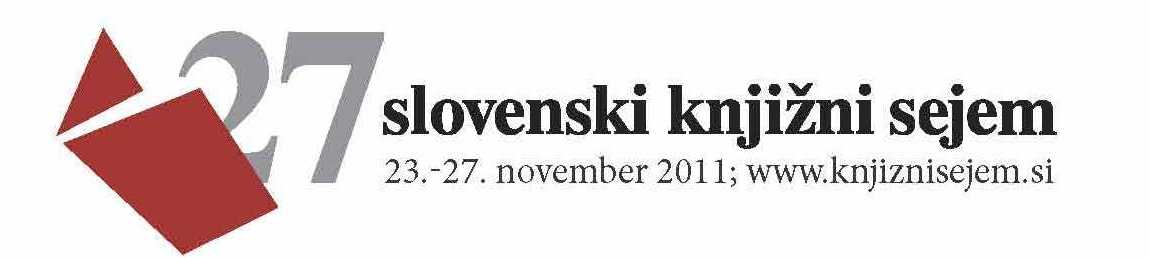 27
slovenski knjižni sejem
23.-27. november 2011; www.knjiznisejem.si